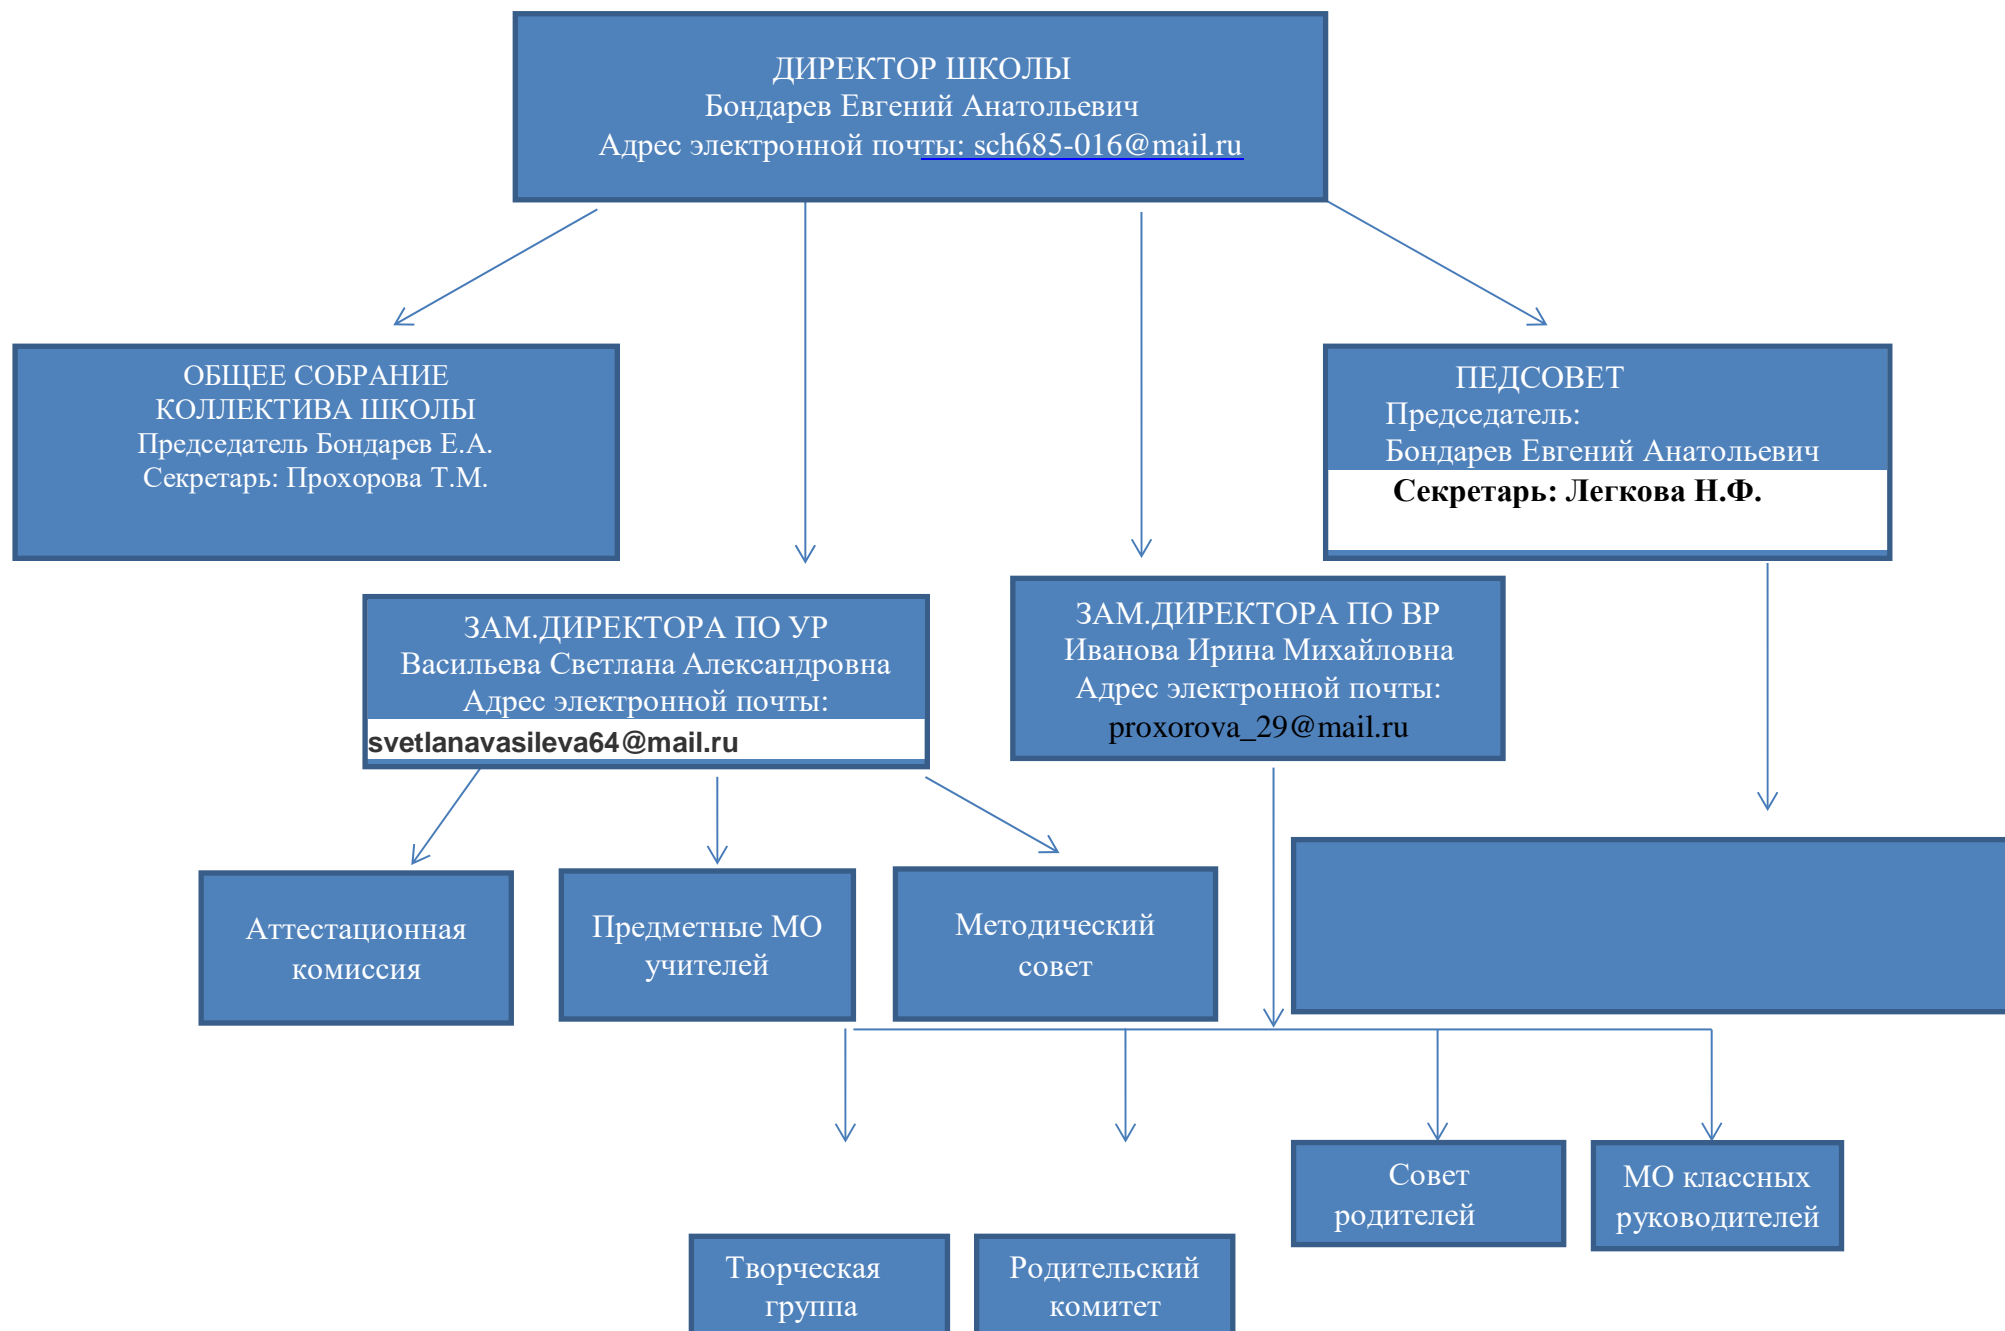 ДИРЕКТОР ШКОЛЫ
Бондарев Евгений Анатольевич
Адрес электронной почты: sch685-016@mail.ru
ОБЩЕЕ СОБРАНИЕ
КОЛЛЕКТИВА ШКОЛЫ
Председатель Бондарев Е.А.
Секретарь: Прохорова Т.М.
ПЕДСОВЕТ
Председатель:
Бондарев Евгений Анатольевич
Секретарь: Легкова Н.Ф.
ЗАМ.ДИРЕКТОРА ПО УР
Васильева Светлана Александровна
Адрес электронной почты:
svetlanavasileva64@mail.ru
ЗАМ.ДИРЕКТОРА ПО ВР
Иванова Ирина Михайловна
Адрес электронной почты:
proxorova_29@mail.ru
Аттестационная
комиссия
Предметные МО
учителей
Методический
совет
Совет
родителей
МО классных
руководителей
Творческая
группа
Родительский
комитет